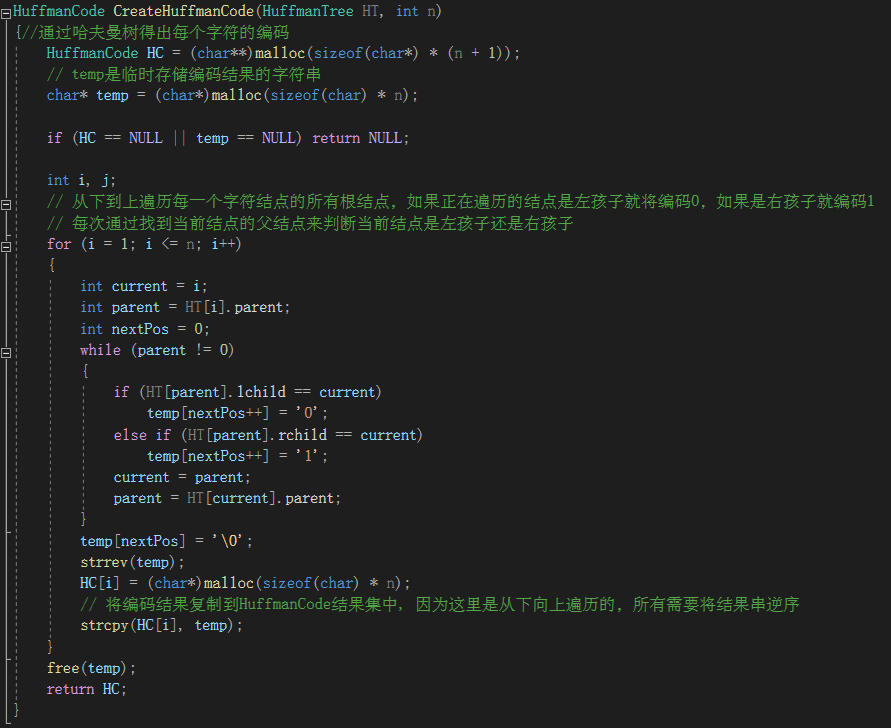 HuffmanCode CreateHuffmanCode(HuffmanTree HT, int n)
{//通过哈夫曼树得出每个字符的编码
HuffmanCode HC = (char**)malloc(sizeof(char*) * (n + 1));
// temp是临时存储编码结果的字符串
char* temp = (char*)malloc(sizeof(char) * n);
if (HC == NULL || temp == NULL) return NULL;
int i, j;
// 从下到上遍历每一个字符结点的所有根结点，如果正在遍历的结点是左孩子就将编码0，如果是右孩子就编码1
// 每次通过找到当前结点的父结点来判断当前结点是左孩子还是右孩子
for (i = 1; i <= n; i++)
{
int current = i;
int parent = HT[i].parent;
int nextPos = 0;
while (parent != 0)
{
if (HT[parent].lchild == current)
temp[nextPos++] = '0';
else if (HT[parent].rchild == current)
temp[nextPos++] = '1';
current = parent;
parent = HT[current].parent;
}
temp[nextPos] = '\0';
strrev(temp);
HC[i] = (char*)malloc(sizeof(char) * n);
// 将编码结果复制到HuffmanCode结果集中, 因为这里是从下向上遍历的，所有需要将结果串逆序
strcpy(HC[i], temp);
}
free(temp);
return HC;
}